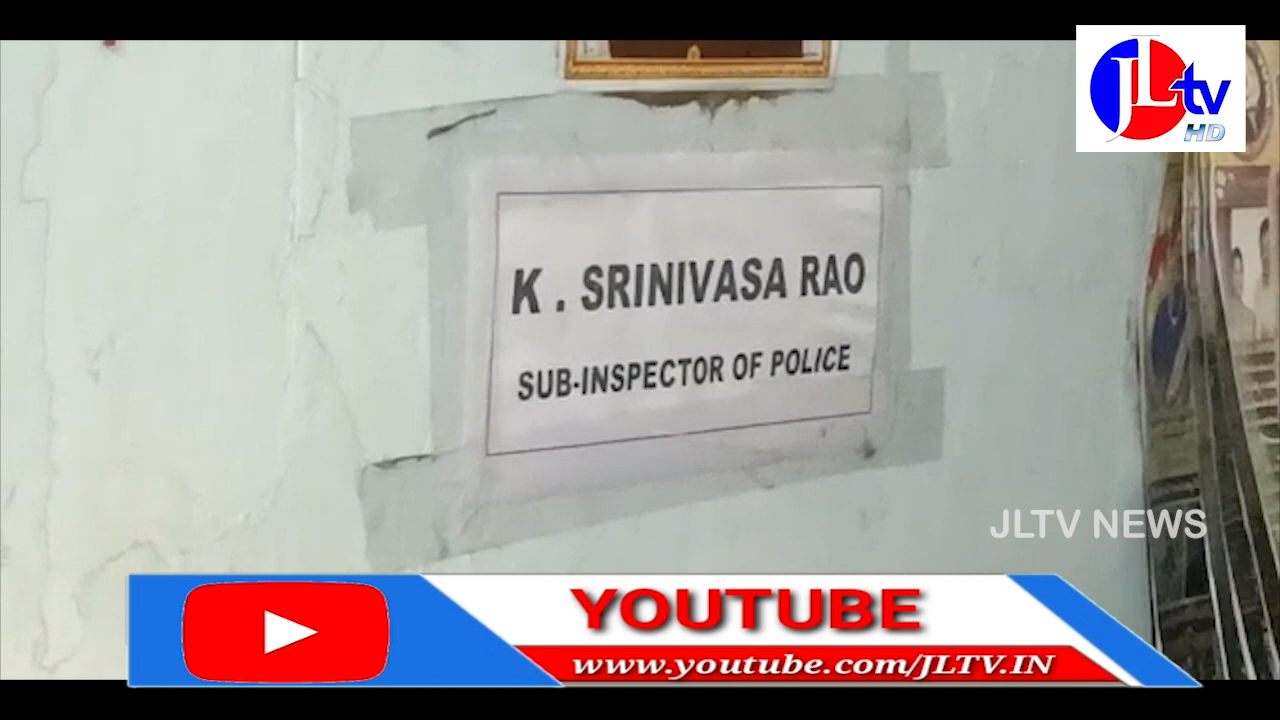 JLtv
HD
K . SRINIVASA RAO
SUB-INSPECTOR OF POLICE
JLTV NEWS
YOUTUBE
www.youtube.com/JLTV.IN